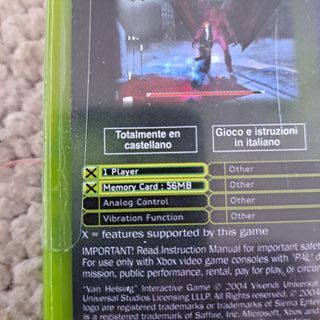 Totalmente en
castellano
Gioco e istruzioni
in italiano
X 1 Player
Other
X Memory Card : 56MB
Other
Analog Control
Other
Vibration Function
Other
X = features supported by this game
IMPORTANT! Read Instruction Manual for important safet
For use only with Xbox video game consoles with "PAL" d
mission, public performance, rental, pay for play, or circum
"Van Helsing" Interactive Game © 2004 Vivendi Universal
Universal Studios Licensing LLLP. All Rights reserved. © 200
logo are registered trademarks or trademarks of Sierra Enter
is a registered trademark of Saffire, Inc. Microsoft, Xbox and